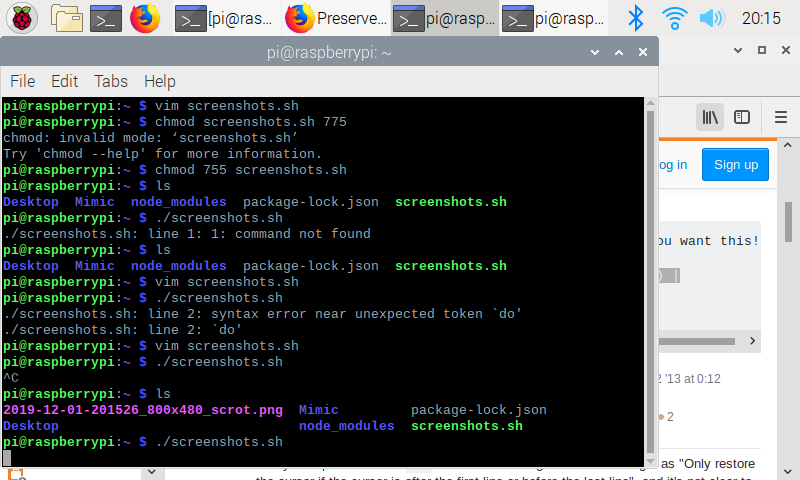 [pi@ras...
Preserve...
pi@rasp...
pi@rasp...
20:15
pi@raspberrypi: ~
File Edit Tabs Help
pi@raspberrypi:~ $ vim screenshots.sh
pi@raspberrypi:~ $ chmod screenshots.sh 775
chmod: invalid mode: ‘screenshots.sh’
Try 'chmod --help' for more information.
pi@raspberrypi:~ $ chmod 755 screenshots.sh
pi@raspberrypi:~ $ ls
Desktop Mimic node_modules package-lock.json screenshots.sh
pi@raspberrypi:~ $ ./screenshots.sh
./screenshots.sh: line 1: 1: command not found
pi@raspberrypi:~ $ ls
Desktop Mimic node_modules package-lock.json screenshots.sh
pi@raspberrypi:~ $ vim screenshots.sh
pi@raspberrypi:~ $ ./screenshots.sh
./screenshots.sh: line 2: syntax error near unexpected token `do'
./screenshots.sh: line 2: `do'
pi@raspberrypi:~ $ vim screenshots.sh
pi@raspberrypi:~ $ ./screenshots.sh
^C
pi@raspberrypi:~ $ ls
2019-12-01-201526_800x480_scrot.png Mimic package-lock.json
Desktop node_modules screenshots.sh
pi@raspberrypi:~ $ ./screenshots.sh
og in
Sign up
ou want this!
) |
2 '13 at 0:12
2
as "Only restore